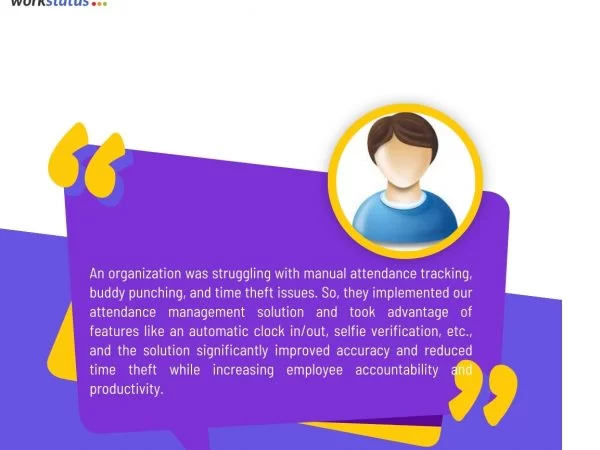 workstatus
An organization was struggling with manual attendance tracking,
buddy punching, and time theft issues. So, they implemented our
attendance management solution and took advantage of
features like an automatic clock in/out, selfie verification, etc.,
and the solution significantly improved accuracy and reduced
time theft while increasing employee accountability and
productivity.